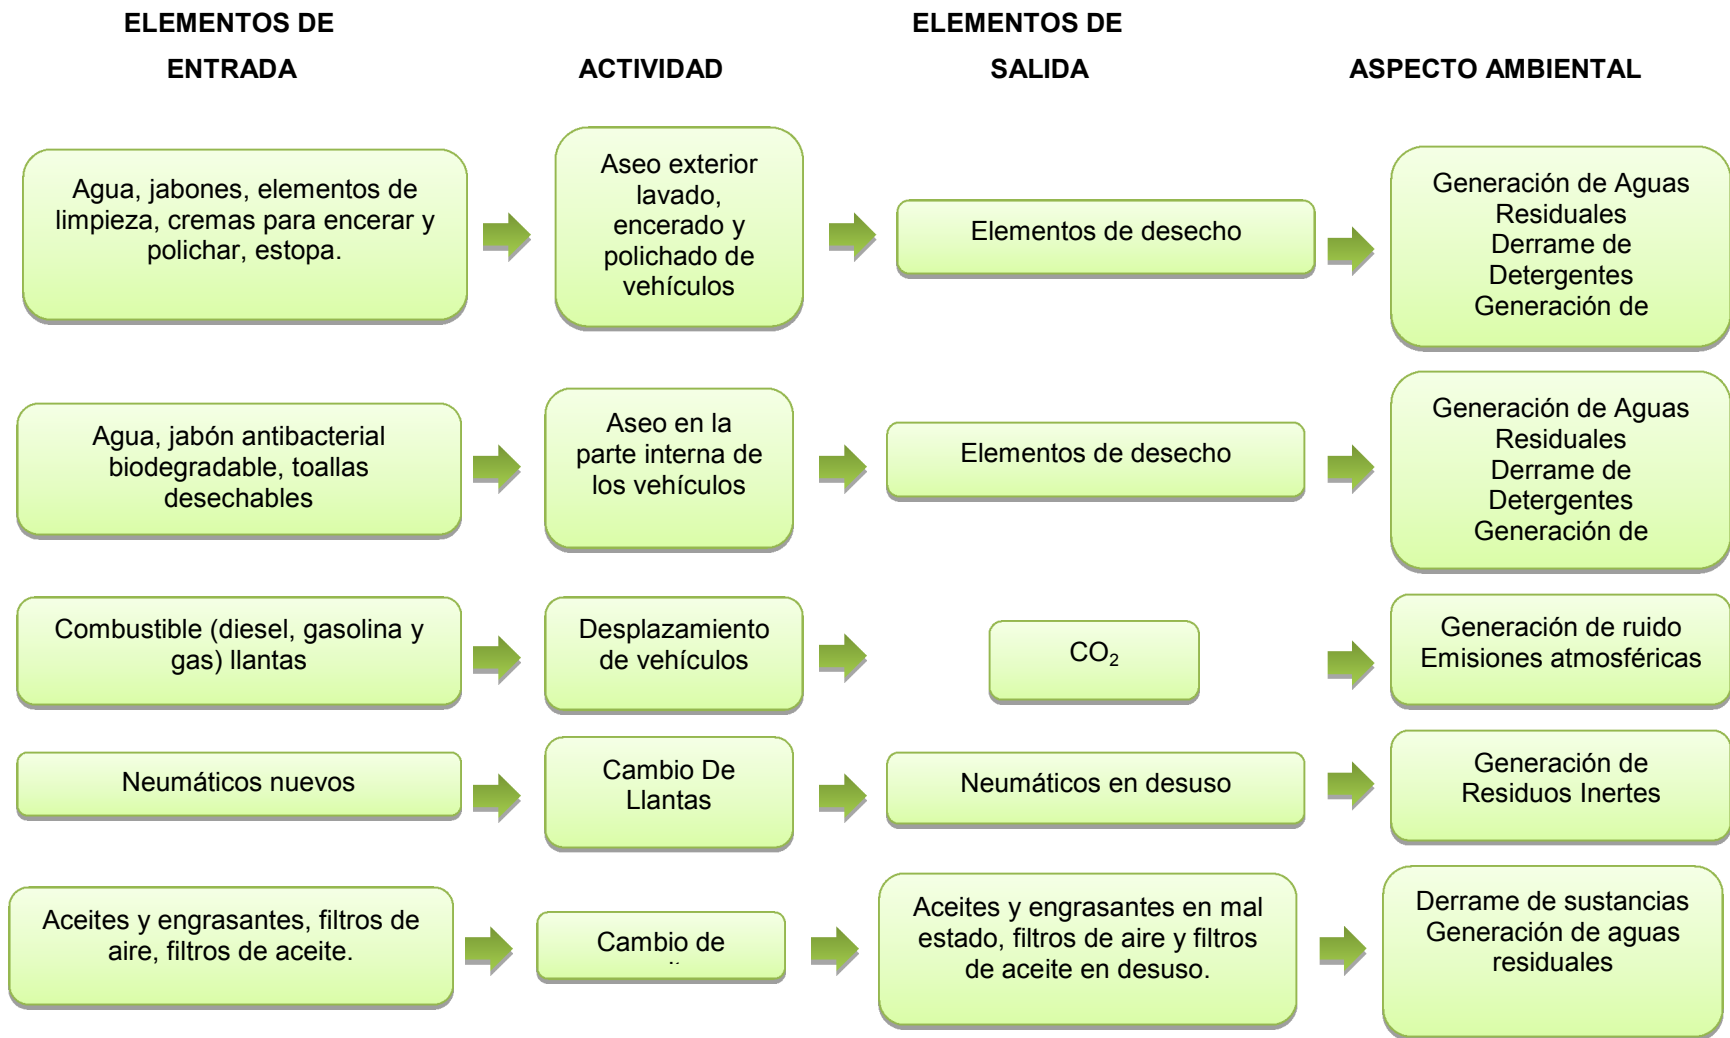 ELEMENTOS DE
ENTRADA
ACTIVIDAD
ELEMENTOS DE
SALIDA
ASPECTO AMBIENTAL
Agua, jabones, elementos de
limpieza, cremas para encerar y
polichar, estopa.
Aseo exterior
lavado,
encerado y
polichado de
vehículos
Elementos de desecho
Generación de Aguas
Residuales
Derrame de
Detergentes
Generación de
Agua, jabón antibacterial
biodegradable, toallas
desechables
Aseo en la
parte interna de
los vehículos
Elementos de desecho
Generación de Aguas
Residuales
Derrame de
Detergentes
Generación de
Combustible (diesel, gasolina y
gas) llantas
Desplazamiento
de vehículos
CO₂
Generación de ruido
Emisiones atmosféricas
Neumáticos nuevos
Cambio De
Llantas
Neumáticos en desuso
Generación de
Residuos Inertes
Aceites y engrasantes, filtros de
aire, filtros de aceite.
Cambio de
Aceites y engrasantes en mal
estado, filtros de aire y filtros
de aceite en desuso.
Derrame de sustancias
Generación de aguas
residuales